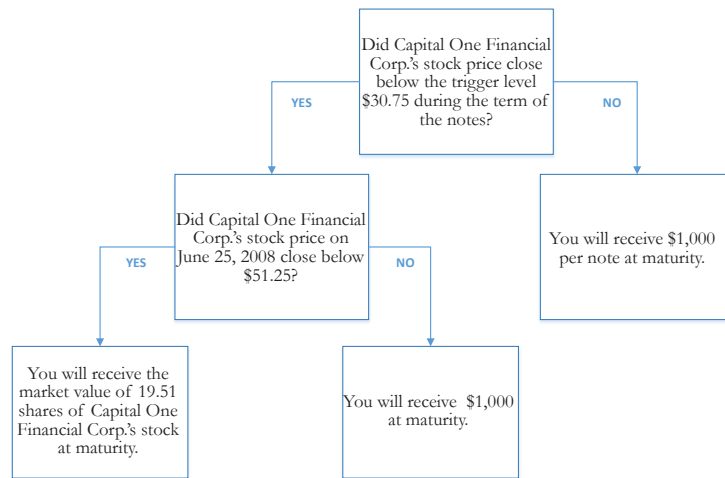 Did Capital One Financial
Corp.'s stock price close
below the trigger level
$30.75 during the term of
the notes?
YES
NO
Did Capital One Financial
Corp.'s stock price on
June 25, 2008 close below
$51.25?
You will receive $1,000
per note at maturity.
YES
NO
You will receive the
market value of 19.51
shares of Capital One
Financial Corp.'s stock
at maturity.
You will receive $1,000
at maturity.